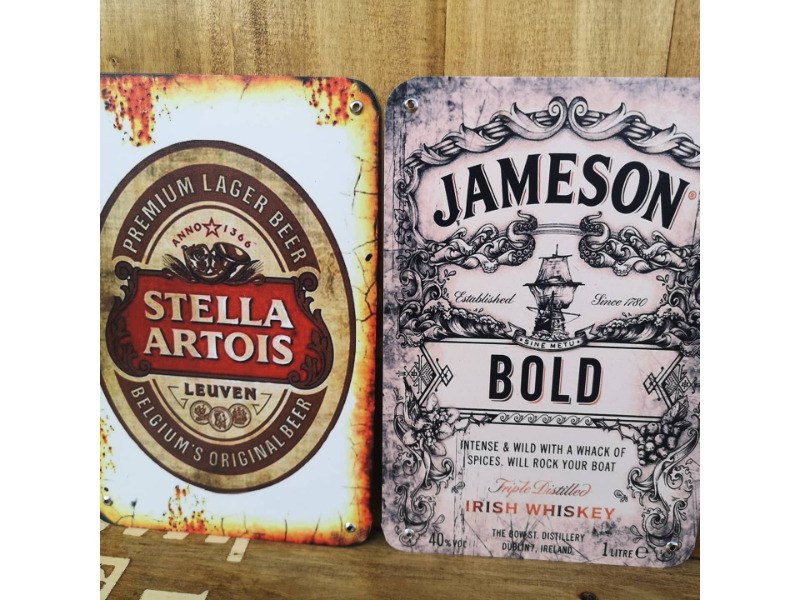 PREMIUM LAGER BEER
ANNO 1366
STELLA
ARTOIS
LEUVEN
BELGIUM'S ORIGINAL BEER
JAMESON®
Established Since 1780
SINE METU
BOLD
INTENSE & WILD WITH A WHACK OF
SPICES. WILL ROCK YOUR BOAT
Triple Distilled
IRISH WHISKEY
40% VOL
THE BOW ST. DISTILLERY
DUBLIN 7, IRELAND
1 LITRE ℮